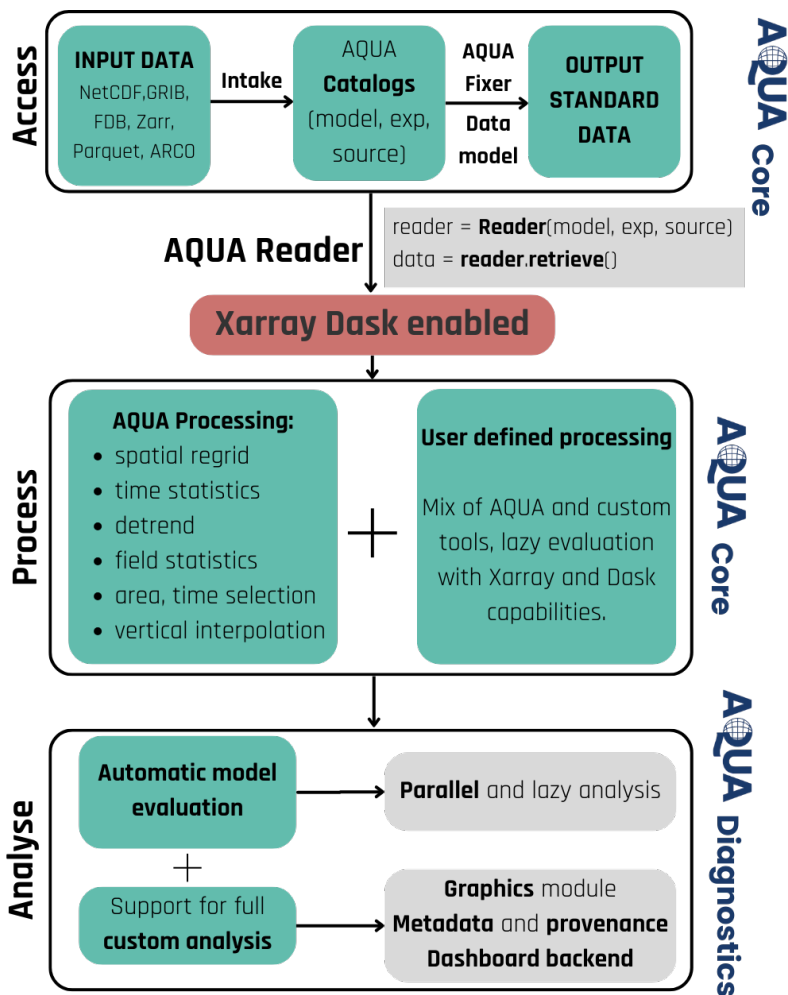 Access
INPUT DATA
NetCDF,GRIB,
FDB, Zarr,
Parquet, ARCO
Intake
AQUA
Catalogs
(model, exp,
source)
AQUA
Fixer
Data
model
OUTPUT
STANDARD
DATA
AQUA Core
AQUA Reader
reader = Reader(model, exp, source)
data = reader.retrieve()
Xarray Dask enabled
Process
AQUA Processing:
• spatial regrid
• time statistics
• detrend
• field statistics
• area, time selection
• vertical interpolation
+
User defined processing
Mix of AQUA and custom
tools, lazy evaluation
with Xarray and Dask
capabilities.
AQUA Core
Analyse
Automatic model
evaluation
Parallel and lazy analysis
+
Support for full
custom analysis
Graphics module
Metadata and provenance
Dashboard backend
AQUA Diagnostics